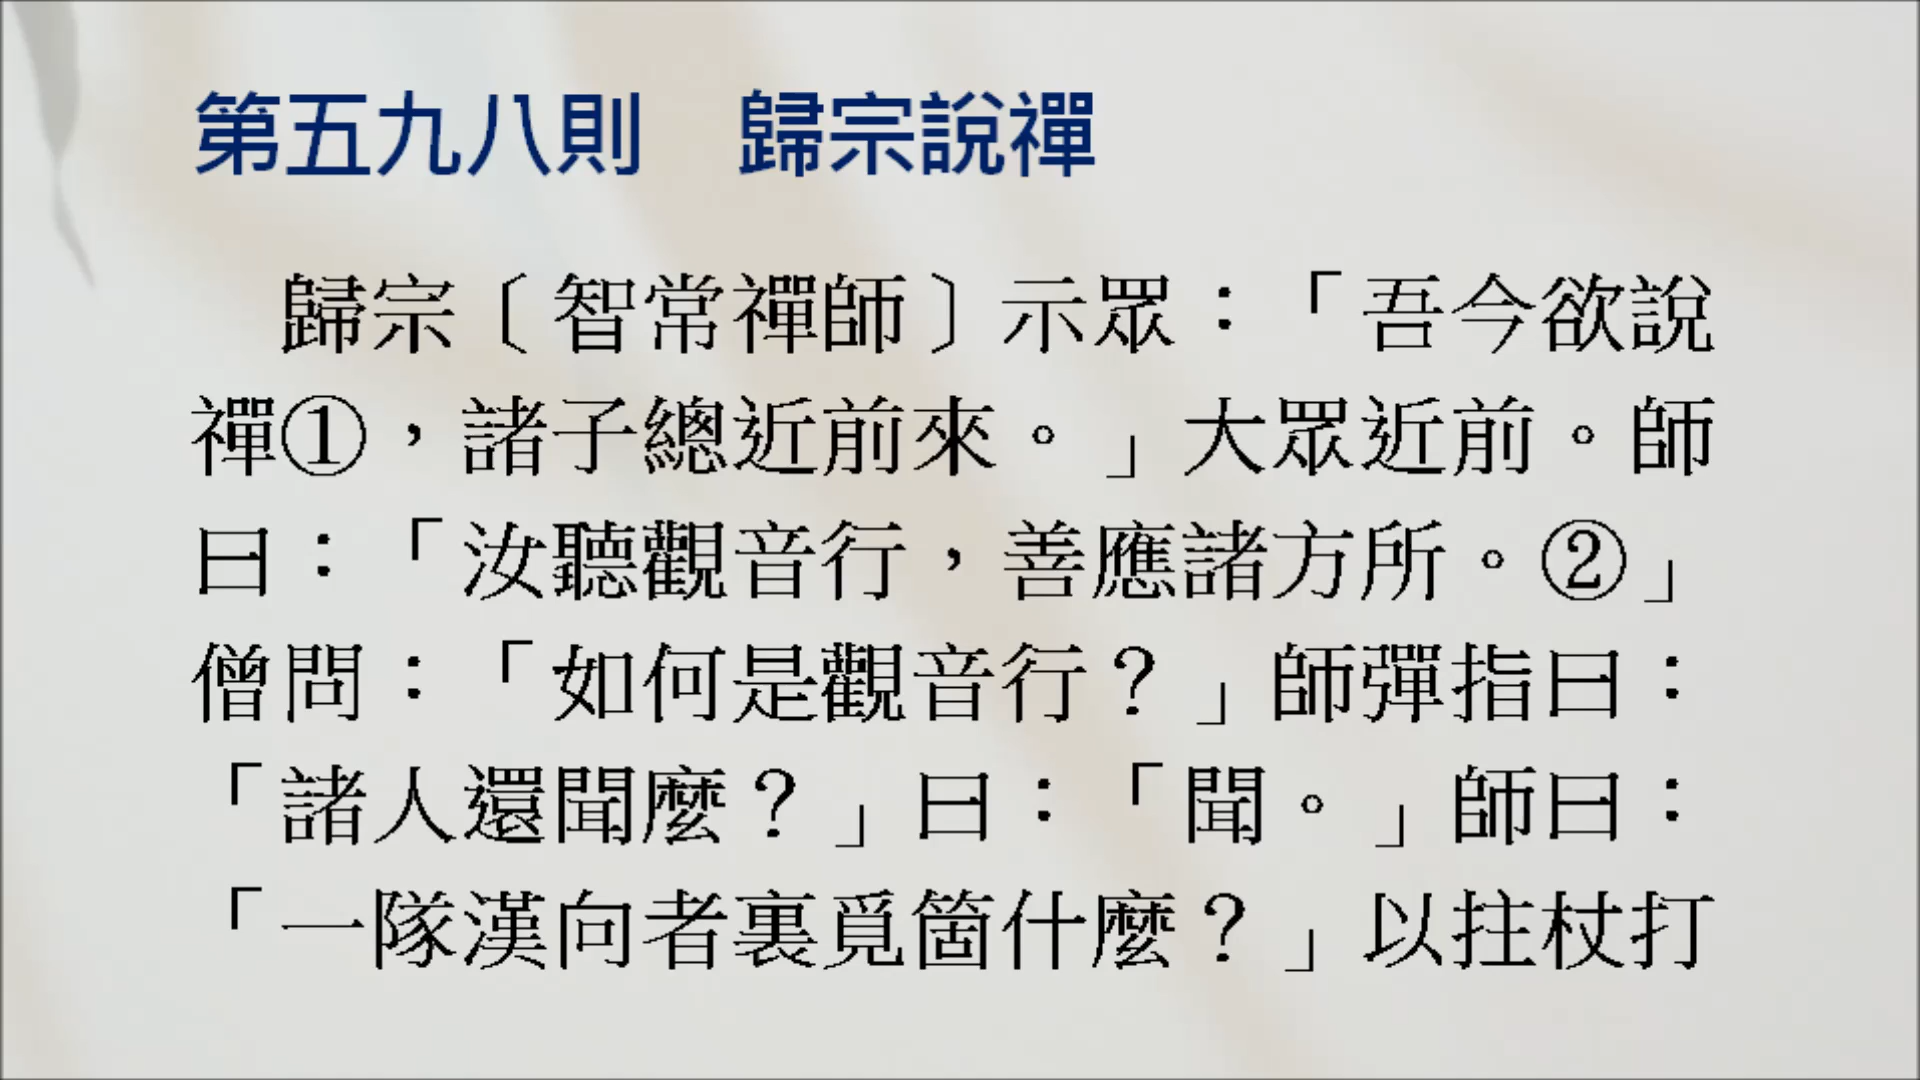 第五九八則　歸宗說禪
歸宗〔智常禪師〕示眾：「吾今欲說
禪①，諸子總近前來。」大眾近前。師
曰：「汝聽觀音行，善應諸方所。②」
僧問：「如何是觀音行？」師彈指曰：
「諸人還聞麼？」曰：「聞。」師曰：
「一隊漢向者裏覓箇什麼？」以拄杖打